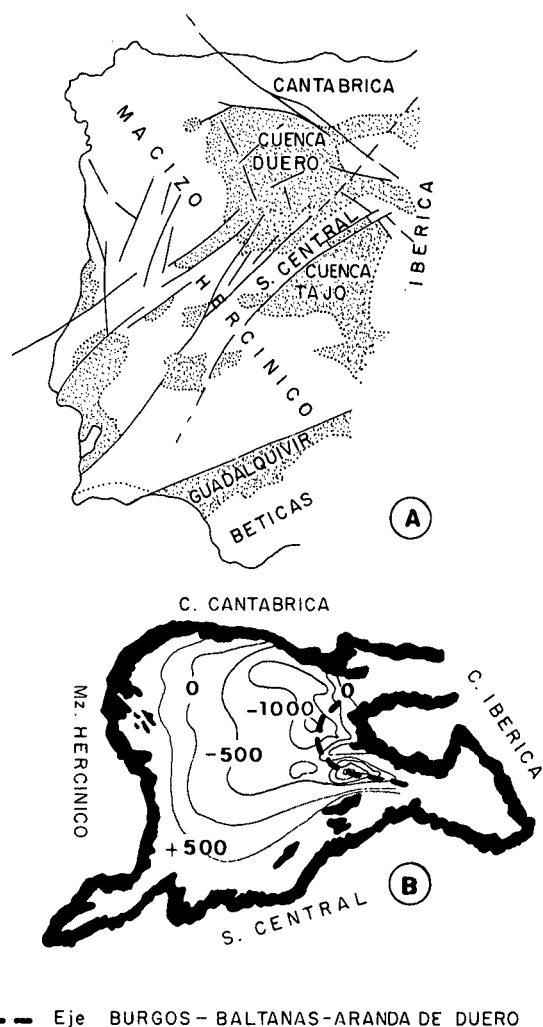 CANTABRICA
MACIZO
CUENCA
DUERO
IBERICA
S. CENTRAL
CUENCA
TAJO
HERCINICO
GUADALQUIVIR
BETICAS
A
C. CANTABRICA
C. IBERICA
Mz. HERCINICO
0
0
-1000
-500
+500
B
S. CENTRAL
Eje BURGOS - BALTANAS-ARANDA DE DUERO